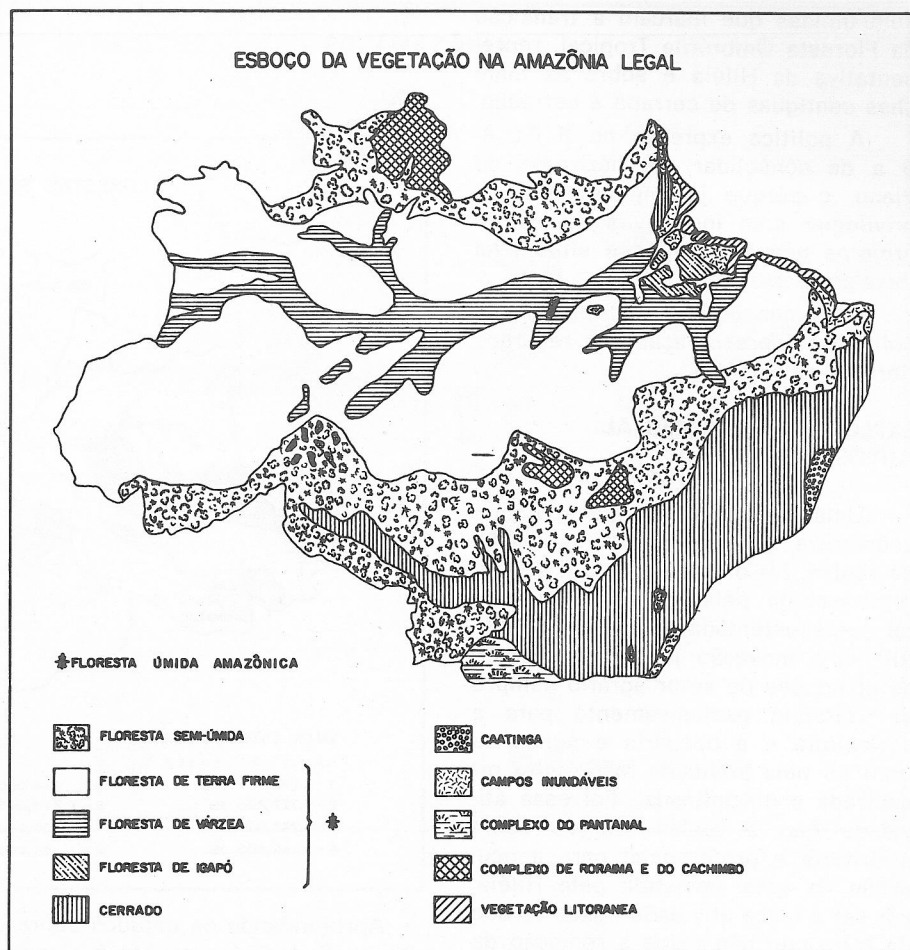 ESBOÇO DA VEGETAÇÃO NA AMAZÔNIA LEGAL
FLORESTA ÚMIDA AMAZÔNICA
FLORESTA SEMI-ÚMIDA
FLORESTA DE TERRA FIRME
FLORESTA DE VÁRZEA
FLORESTA DE IGAPÓ
CERRADO
CAATINGA
CAMPOS INUNDÁVEIS
COMPLEXO DO PANTANAL
COMPLEXO DE RORAIMA E DO CACHIMBO
VEGETAÇÃO LITORANEA